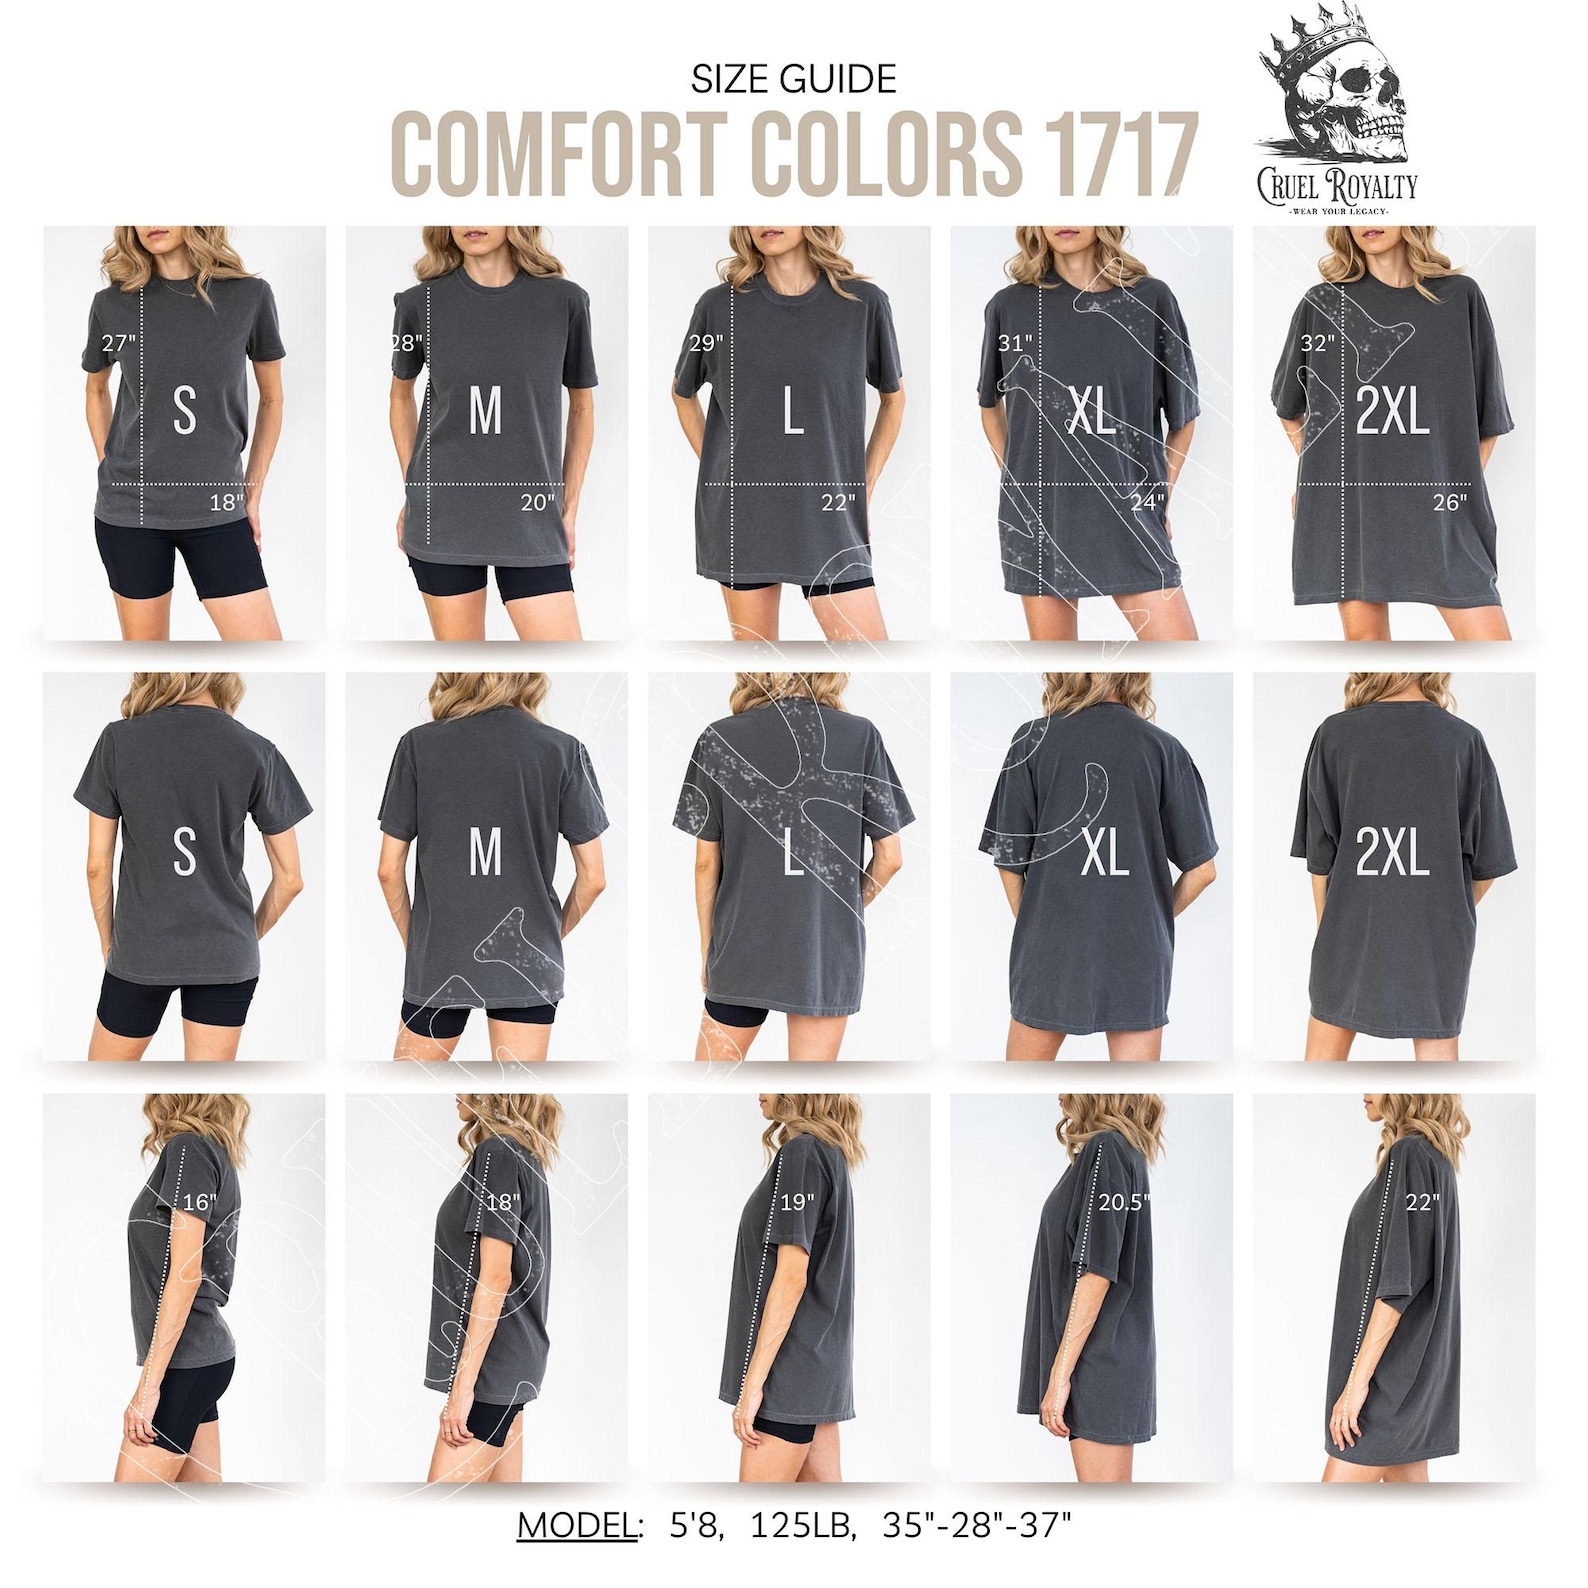 SIZE GUIDE
COMFORT COLORS 1717
CRUEL ROYALTY
-WEAR YOUR LEGACY-
27"
S
18"
28"
M
20"
29"
L
22"
31"
XL
24"
32"
2XL
26"
S
M
L
XL
2XL
16"
18"
19"
20.5"
22"
MODEL: 5'8, 125LB, 35"-28"-37"